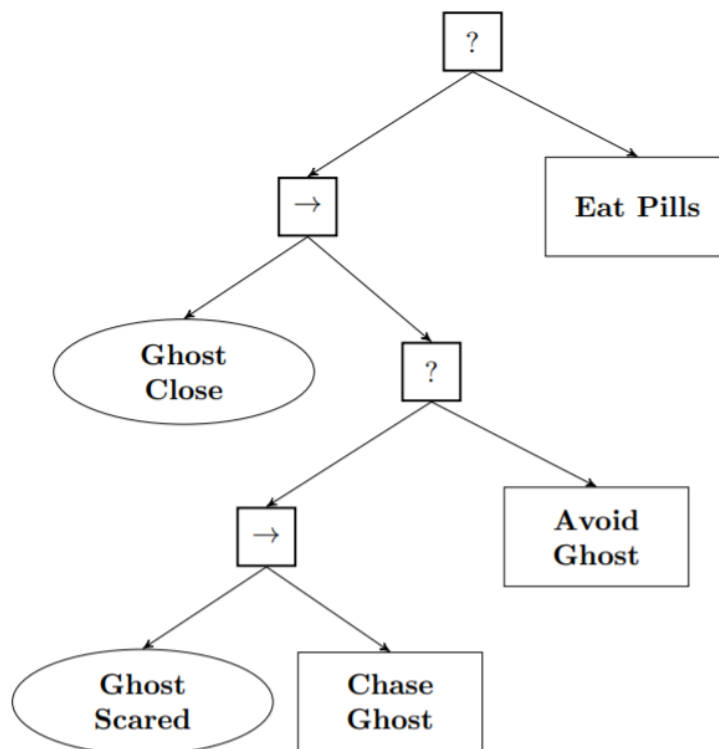 ?
→
Eat Pills
Ghost
Close
?
→
Avoid
Ghost
Ghost
Scared
Chase
Ghost